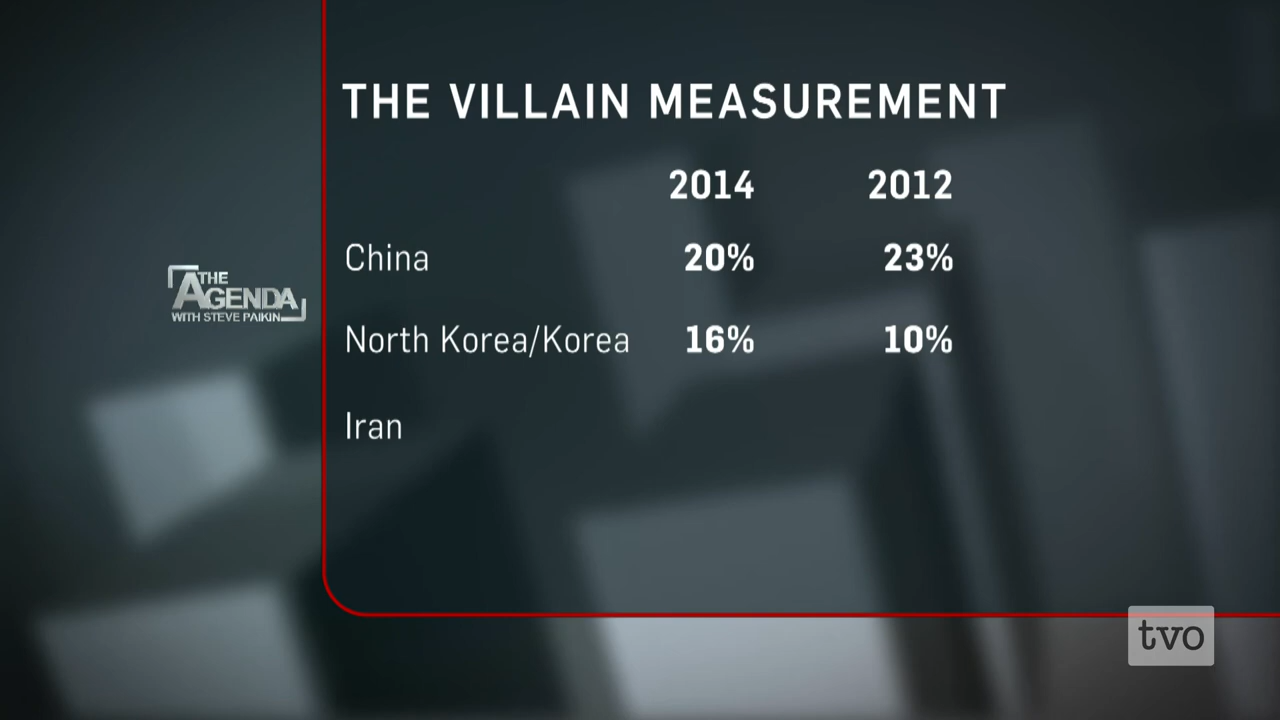 THE VILLAIN MEASUREMENT
2014 2012
China 20% 23%
THE
AGENDA
WITH STEVE PAIKIN
North Korea/Korea 16% 10%
Iran
tvo